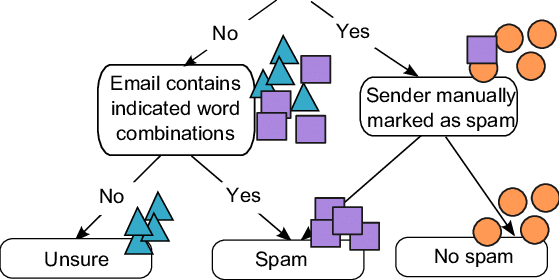 No
Yes
Email contains
indicated word
combinations
Sender manually
marked as spam
No
Yes
Unsure
Spam
No spam